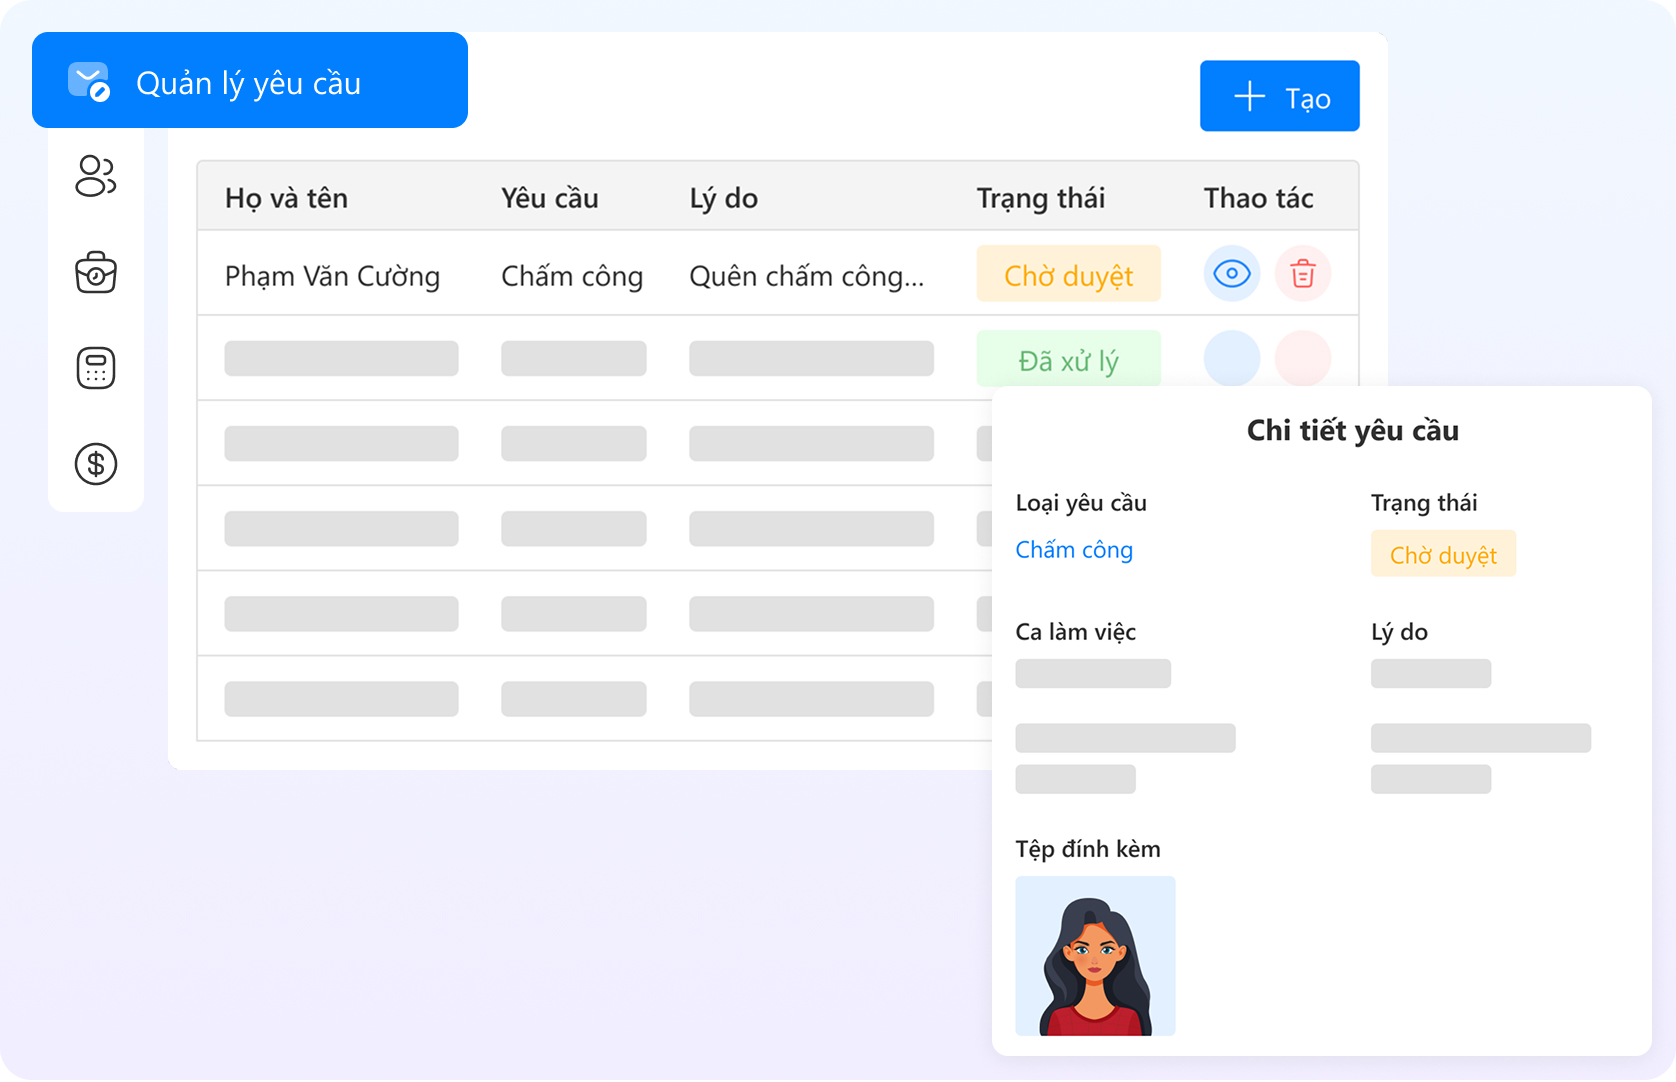 Quản lý yêu cầu
Tạo
Họ và tên Yêu cầu Lý do Trạng thái Thao tác
Phạm Văn Cường Chấm công Quên chấm công... Chờ duyệt
Đã xử lý
Chi tiết yêu cầu
Loại yêu cầu Trạng thái
Chấm công Chờ duyệt
Ca làm việc Lý do
Tệp đính kèm